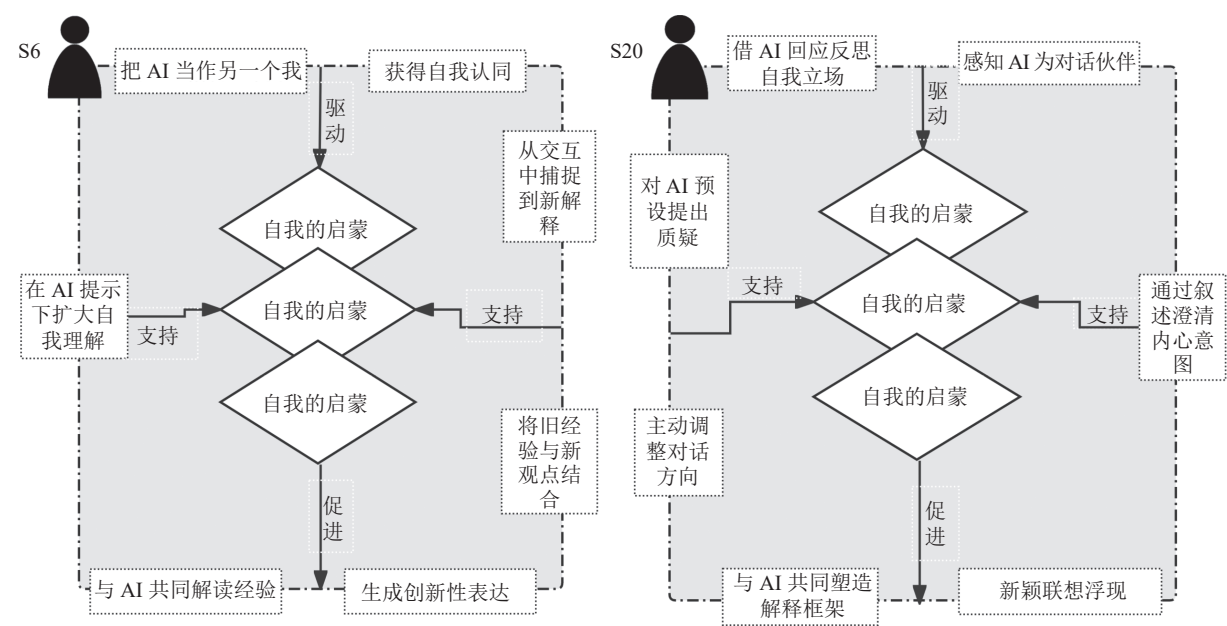 S6
把 AI 当作另一个我
获得自我认同
驱
动
从交互
中捕捉
到新解
释
自我的启蒙
在 AI 提示
下扩大自
我理解
支持
自我的启蒙
支持
自我的启蒙
将旧经
验与新
观点结
合
促
进
与 AI 共同解读经验
生成创新性表达
S20
借 AI 回应反思
自我立场
感知 AI 为对话伙伴
驱
动
对 AI 预
设提出
质疑
自我的启蒙
支持
自我的启蒙
支持
通过叙
述澄清
内心意
图
自我的启蒙
主动调
整对话
方向
促
进
与 AI 共同塑造
解释框架
新颖联想浮现